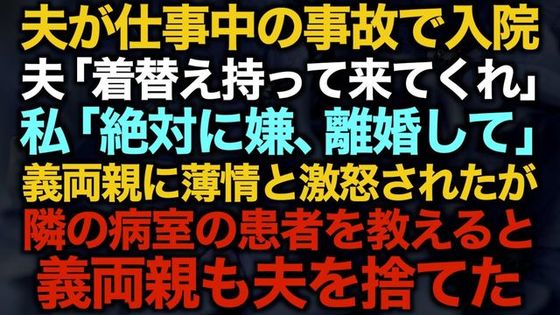 夫が仕事中の事故で入院
夫「着替え持って来てくれ」
私「絶対に嫌、離婚して」
義両親に薄情と激怒されたが
隣の病室の患者を教えると
義両親も夫を捨てた